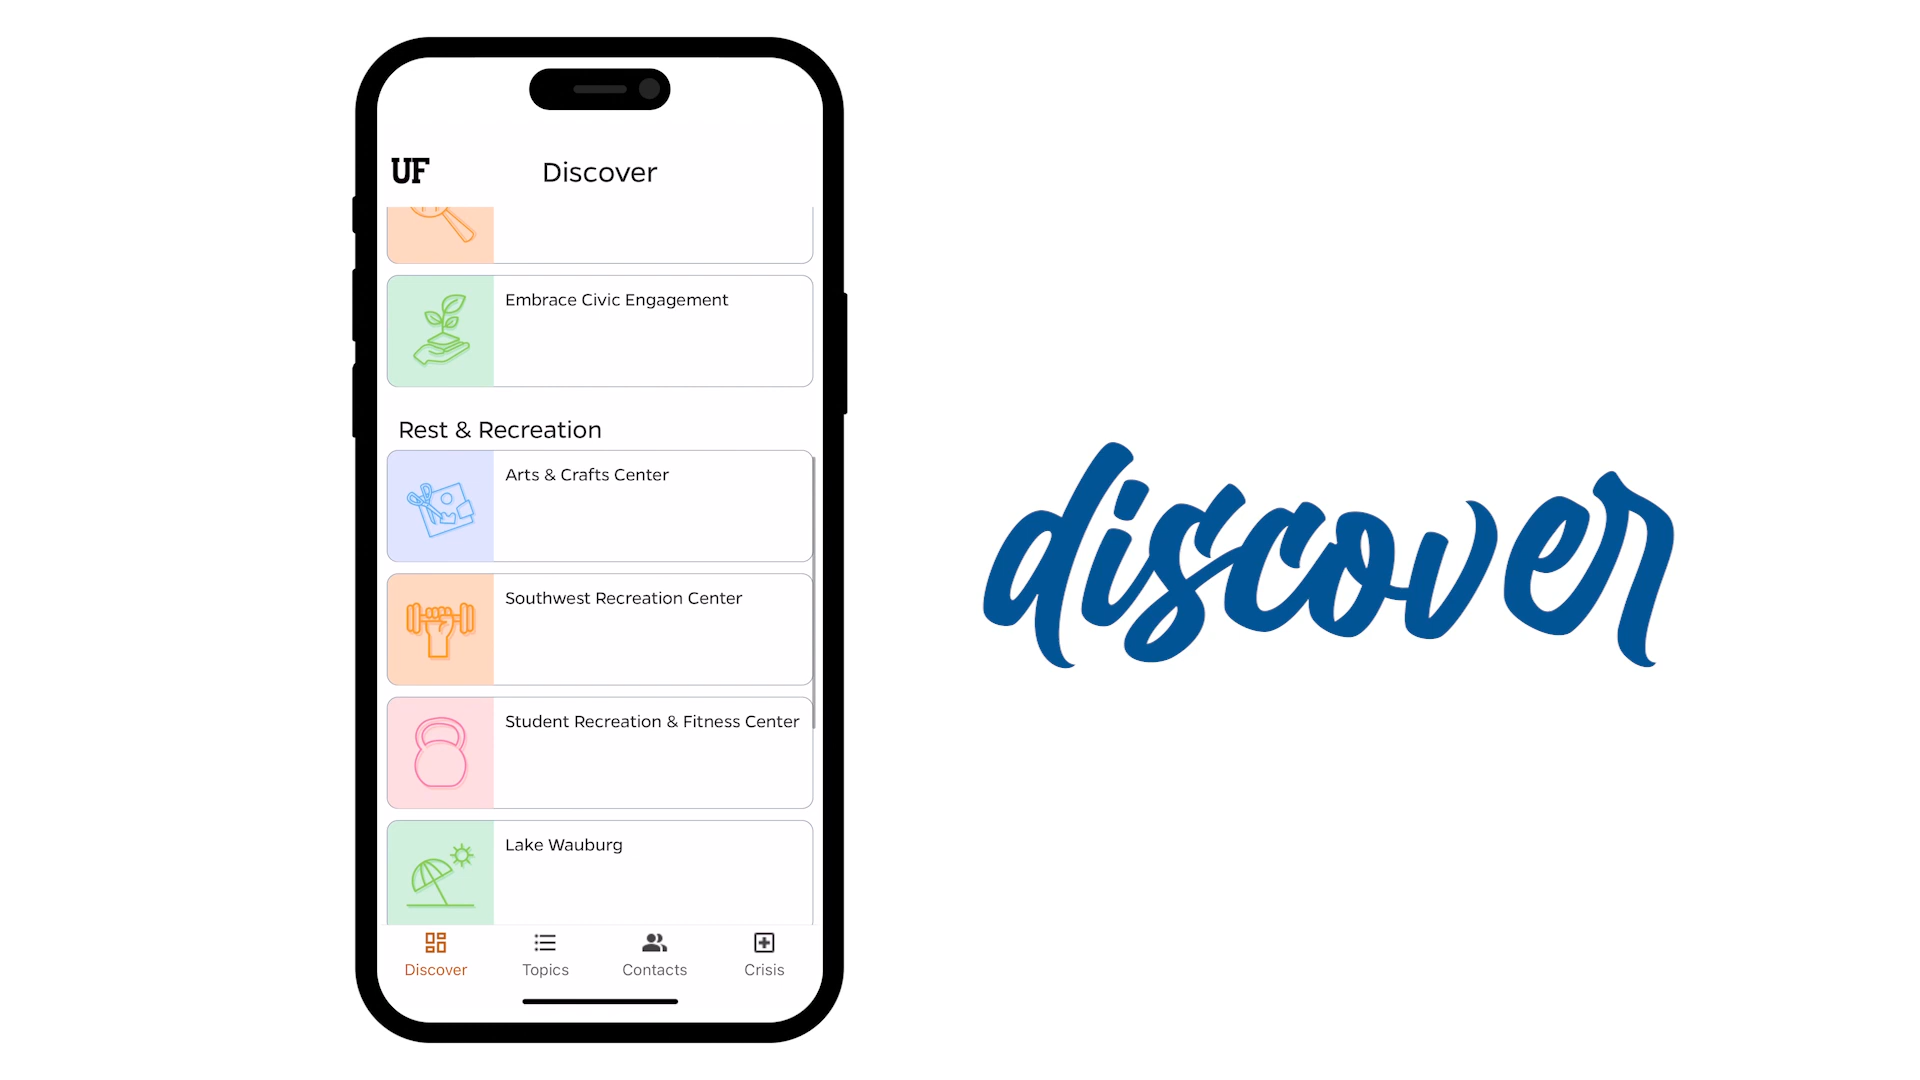 UF
Discover
Embrace Civic Engagement
Rest & Recreation
Arts & Crafts Center
Southwest Recreation Center
Student Recreation & Fitness Center
Lake Wauburg
Discover
Topics
Contacts
Crisis
discover